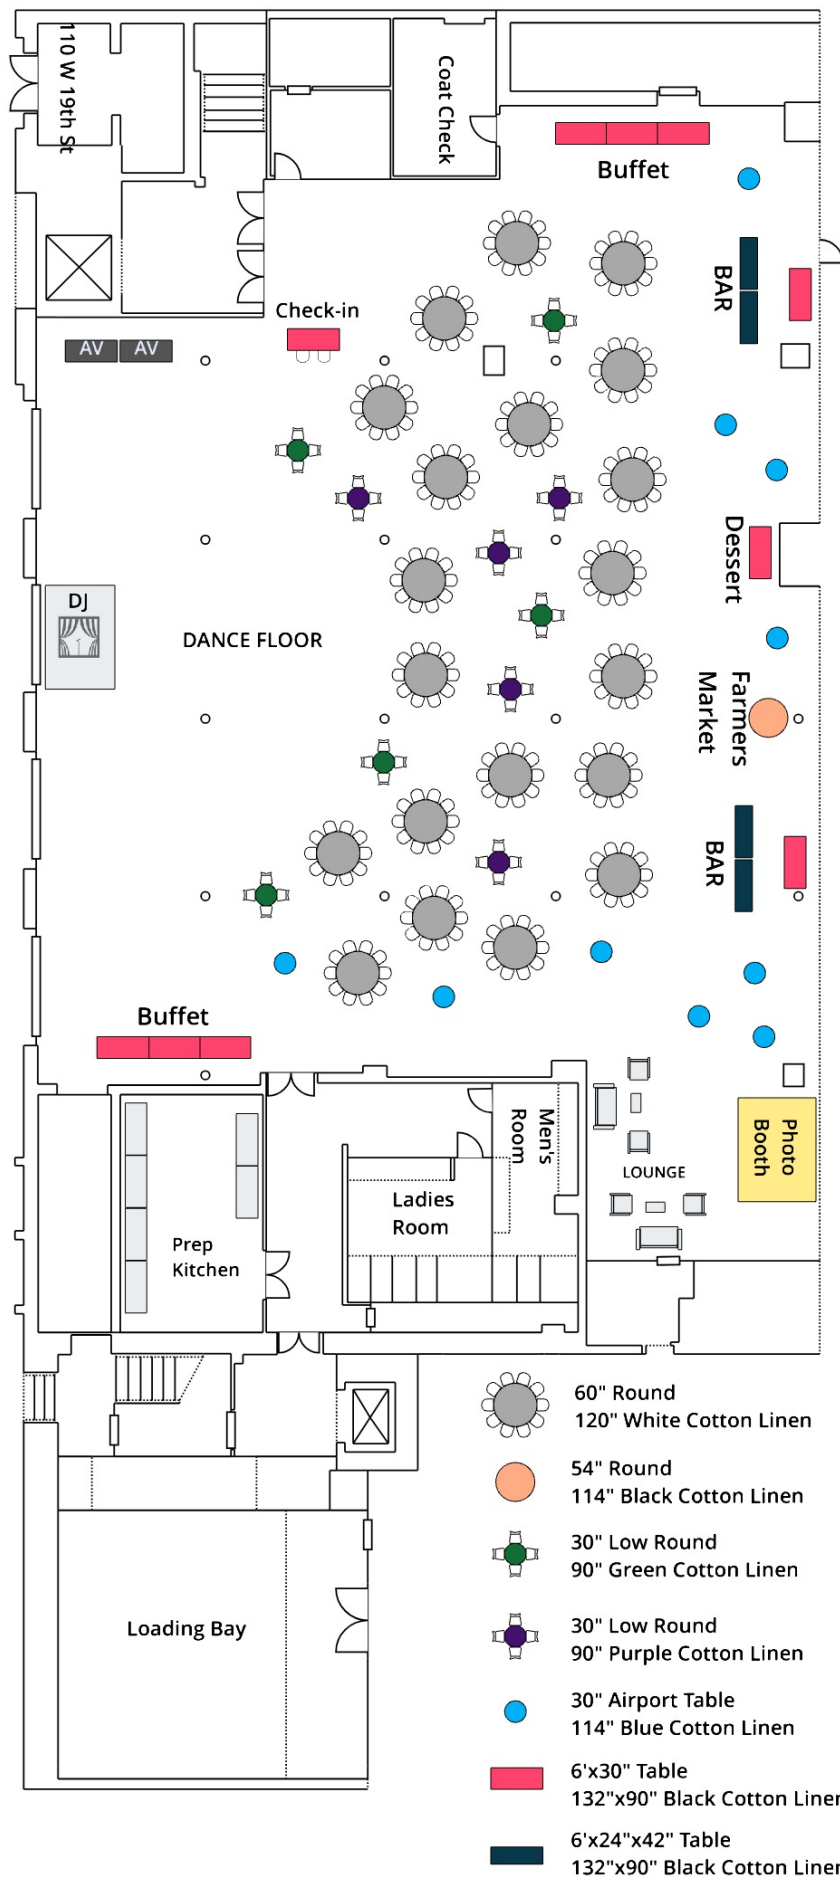 110 W 19th St
Coat Check
Buffet
BAR
Check-in
AV
AV
Dessert
DJ
DANCE FLOOR
Farmers
Market
BAR
Buffet
Men's
Room
Photo
Booth
LOUNGE
Ladies
Room
Prep
Kitchen
60" Round
120" White Cotton Linen
54" Round
114" Black Cotton Linen
30" Low Round
90" Green Cotton Linen
Loading Bay
30" Low Round
90" Purple Cotton Linen
30" Airport Table
114" Blue Cotton Linen
6'x30" Table
132"x90" Black Cotton Linen
6'x24"x42" Table
132"x90" Black Cotton Linen